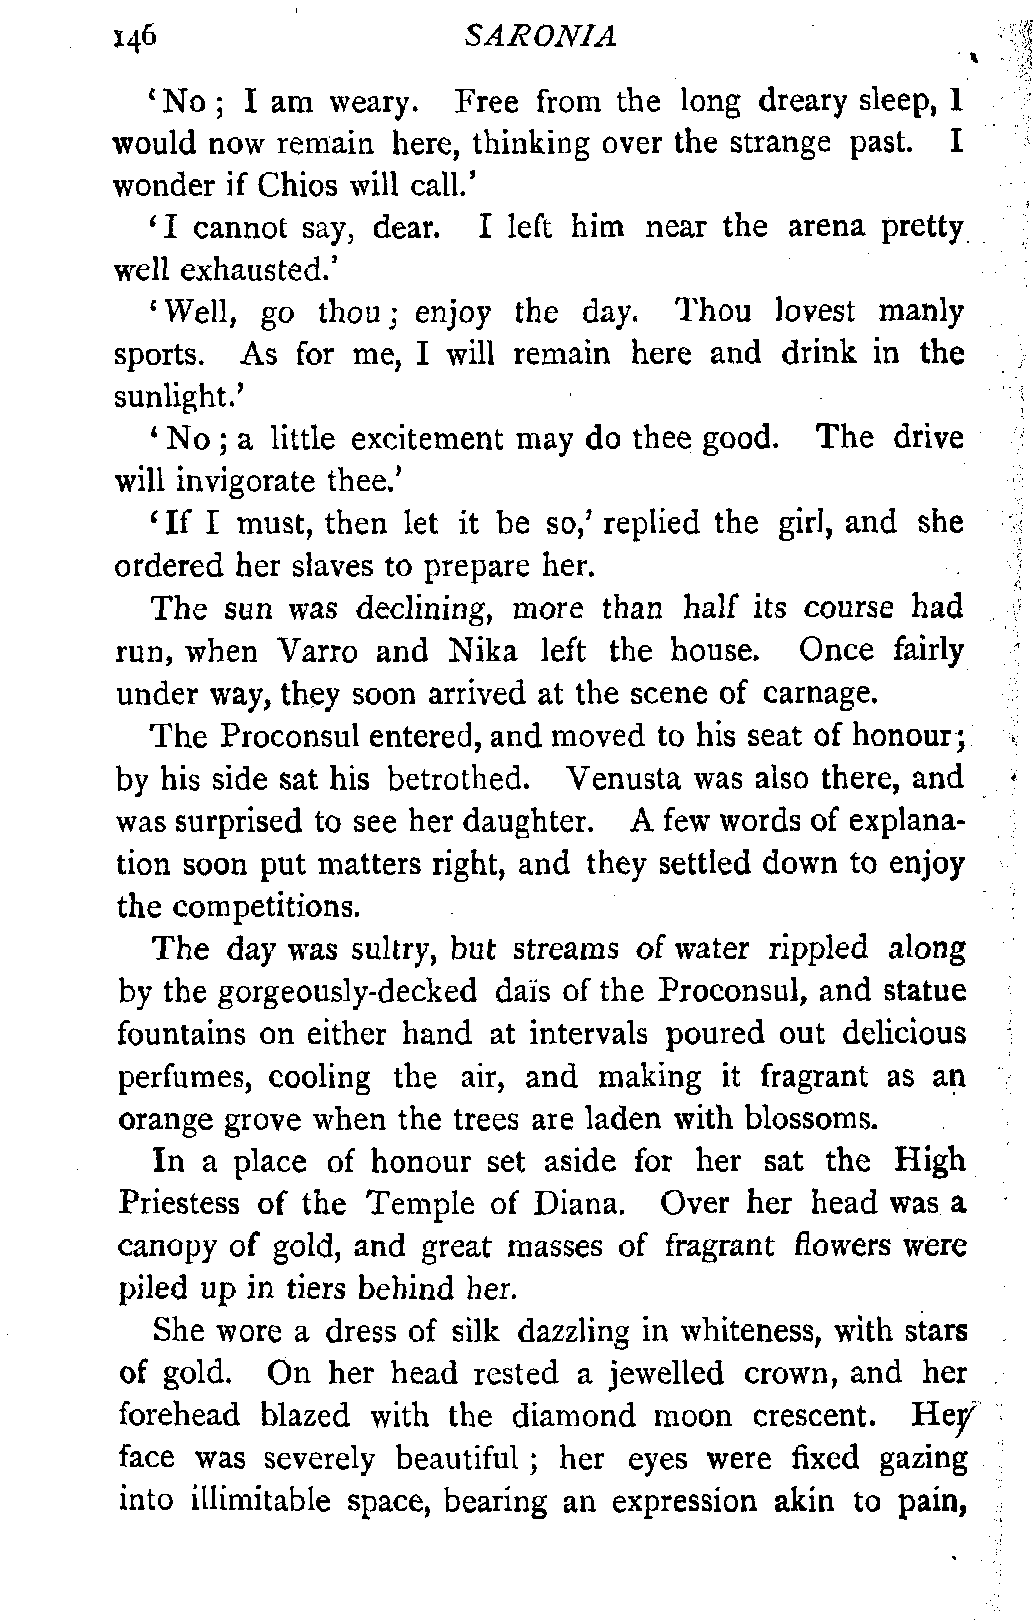 146 SARONIA
‘No; I am weary. Free from the long dreary sleep, I
would now remain here, thinking over the strange past. I
wonder if Chios will call.’
‘I cannot say, dear. I left him near the arena pretty
well exhausted.’
‘Well, go thou; enjoy the day. Thou lovest manly
sports. As for me, I will remain here and drink in the
sunlight.’
‘No; a little excitement may do thee good. The drive
will invigorate thee.’
‘If I must, then let it be so,’ replied the girl, and she
ordered her slaves to prepare her.
The sun was declining, more than half its course had
run, when Varro and Nika left the house. Once fairly
under way, they soon arrived at the scene of carnage.
The Proconsul entered, and moved to his seat of honour;
by his side sat his betrothed. Venusta was also there, and
was surprised to see her daughter. A few words of explana-
tion soon put matters right, and they settled down to enjoy
the competitions.
The day was sultry, but streams of water rippled along
by the gorgeously-decked daïs of the Proconsul, and statue
fountains on either hand at intervals poured out delicious
perfumes, cooling the air, and making it fragrant as an
orange grove when the trees are laden with blossoms.
In a place of honour set aside for her sat the High
Priestess of the Temple of Diana. Over her head was a
canopy of gold, and great masses of fragrant flowers were
piled up in tiers behind her.
She wore a dress of silk dazzling in whiteness, with stars
of gold. On her head rested a jewelled crown, and her
forehead blazed with the diamond moon crescent. Her
face was severely beautiful; her eyes were fixed gazing
into illimitable space, bearing an expression akin to pain,